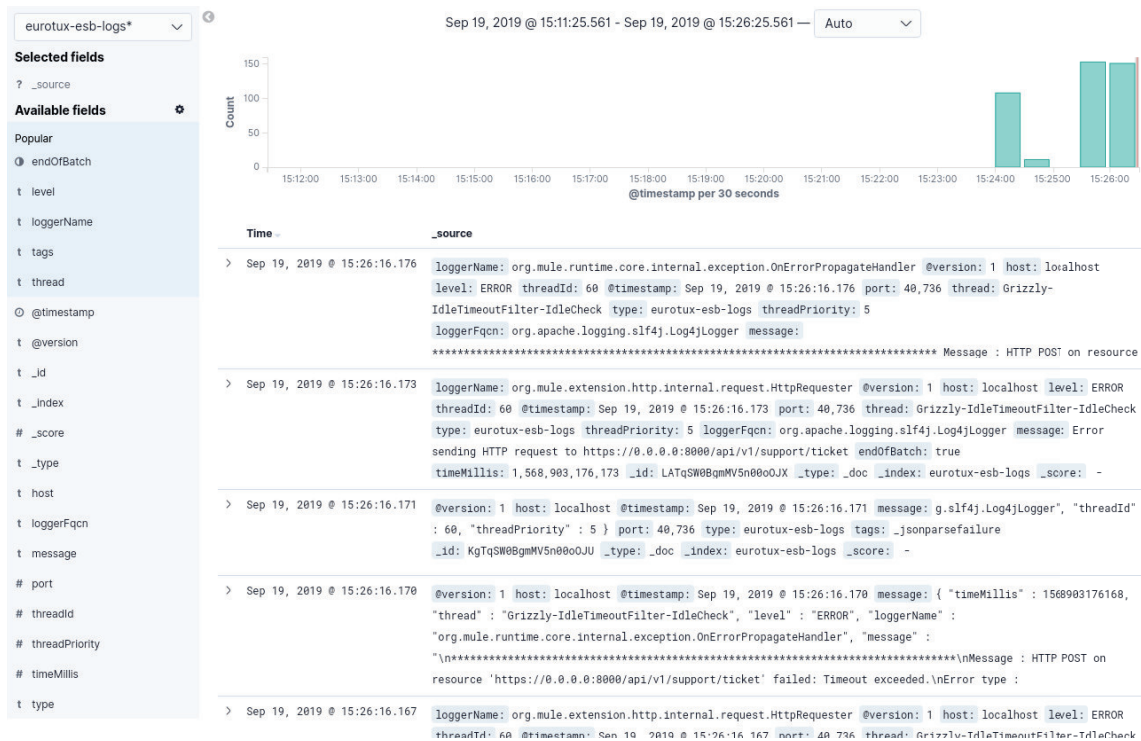 eurotux-esb-logs*
Selected fields
? _source
Available fields
Popular
endOfBatch
t level
t loggerName
t tags
t thread
@timestamp
t @version
t _id
t _index
# _score
t _type
t host
t loggerFqcn
t message
# port
# threadId
# threadPriority
# timeMillis
t type
Sep 19, 2019 @ 15:11:25.561 - Sep 19, 2019 @ 15:26:25.561 — Auto
Count
150
100
50
0
15:12:00 15:13:00 15:14:00 15:15:00 15:16:00 15:17:00 15:18:00 15:19:00 15:20:00 15:21:00 15:22:00 15:23:00 15:24:00 15:25:00 15:26:00
@timestamp per 30 seconds
Time _source
Sep 19, 2019 @ 15:26:16.176 loggerName: org.mule.runtime.core.internal.exception.OnErrorPropagateHandler @version: 1 host: localhost
level: ERROR threadId: 60 @timestamp: Sep 19, 2019 @ 15:26:16.176 port: 40,736 thread: Grizzly-
IdleTimeoutFilter-IdleCheck type: eurotux-esb-logs threadPriority: 5
loggerFqcn: org.apache.logging.slf4j.Log4jLogger message:
******************************************************************************** Message : HTTP POST on resource
Sep 19, 2019 @ 15:26:16.173 loggerName: org.mule.extension.http.internal.request.HttpRequester @version: 1 host: localhost level: ERROR
threadId: 60 @timestamp: Sep 19, 2019 @ 15:26:16.173 port: 40,736 thread: Grizzly-IdleTimeoutFilter-IdleCheck
type: eurotux-esb-logs threadPriority: 5 loggerFqcn: org.apache.logging.slf4j.Log4jLogger message: Error
sending HTTP request to https://0.0.0.0:8000/api/v1/support/ticket endOfBatch: true
timeMillis: 1,568,903,176,173 _id: LATqSW0BgmMV5n00oOJX _type: _doc _index: eurotux-esb-logs _score: -
Sep 19, 2019 @ 15:26:16.171 @version: 1 host: localhost @timestamp: Sep 19, 2019 @ 15:26:16.171 message: g.slf4j.Log4jLogger", "threadId"
: 60, "threadPriority" : 5 } port: 40,736 type: eurotux-esb-logs tags: _jsonparsefailure
_id: KgTqSW0BgmMV5n00oOJU _type: _doc _index: eurotux-esb-logs _score: -
Sep 19, 2019 @ 15:26:16.170 @version: 1 host: localhost @timestamp: Sep 19, 2019 @ 15:26:16.170 message: { "timeMillis" : 1568903176168,
"thread" : "Grizzly-IdleTimeoutFilter-IdleCheck", "level" : "ERROR", "loggerName" :
"org.mule.runtime.core.internal.exception.OnErrorPropagateHandler", "message" :
"\n********************************************************************************\nMessage : HTTP POST on
resource 'https://0.0.0.0:8000/api/v1/support/ticket' failed: Timeout exceeded.\nError type :
Sep 19, 2019 @ 15:26:16.167 loggerName: org.mule.extension.http.internal.request.HttpRequester @version: 1 host: localhost level: ERROR
threadId: 60 @timestamp: Sep 19, 2019 @ 15:26:16.167 port: 40,736 thread: Grizzly-IdleTimeoutFilter-IdleCheck